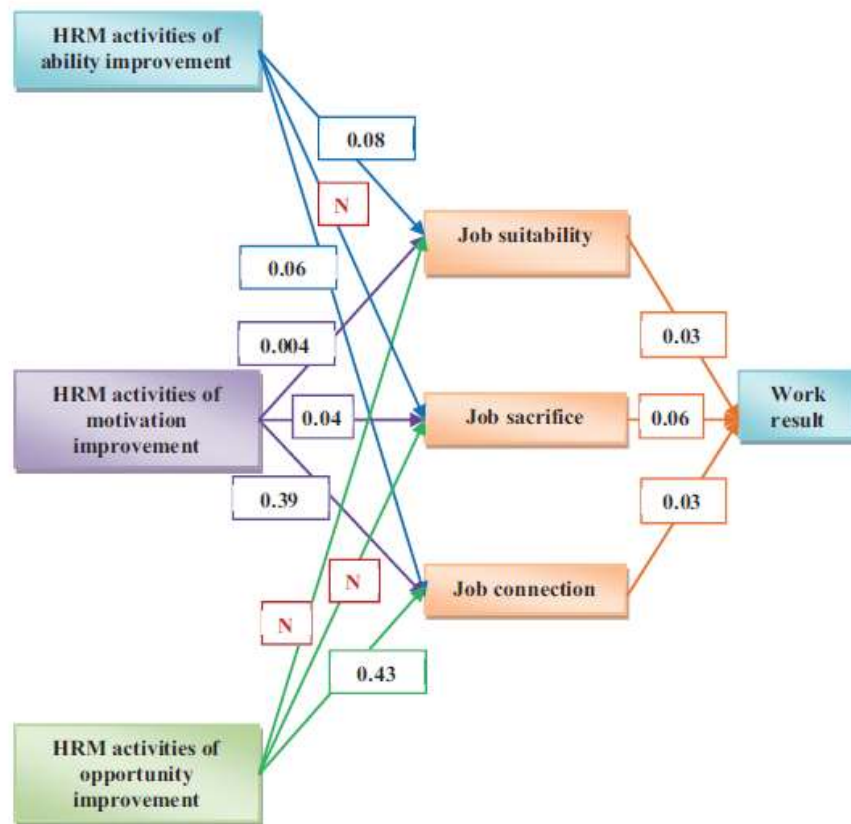 HRM activities of
ability improvement
0.08
N
Job suitability
0.06
0.03
0.004
HRM activities of
motivation
improvement
0.04
Job sacrifice
0.06
Work
result
0.39
0.03
N
Job connection
N
0.43
HRM activities of
opportunity
improvement